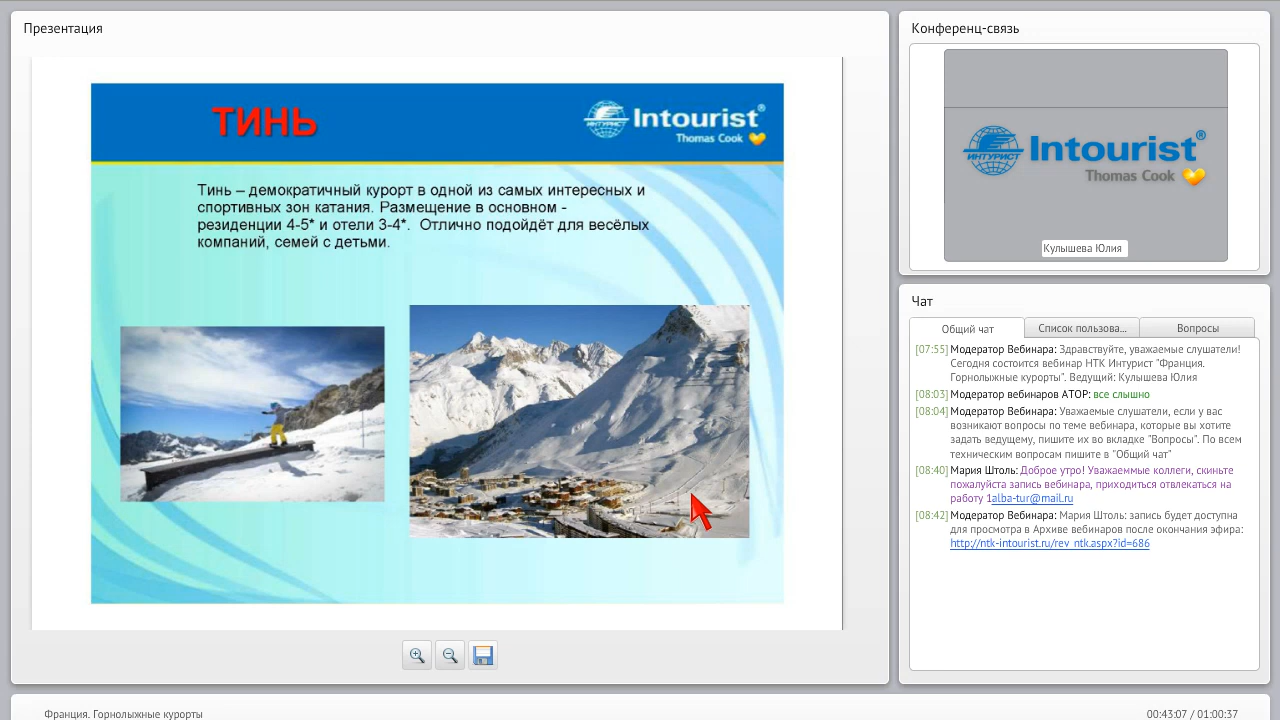 Презентация
ТИНЬ
ИНТУРИСТ
Intourist®
Thomas Cook
Тинь – демократичный курорт в одной из самых интересных и
спортивных зон катания. Размещение в основном -
резиденции 4-5* и отели 3-4*. Отлично подойдёт для весёлых
компаний, семей с детьми.
Конференц-связь
ИНТУРИСТ
Intourist®
Thomas Cook
Кулышева Юлия
Чат
Общий чат
Список пользова...
Вопросы
[07:55] Модератор Вебинара: Здравствуйте, уважаемые слушатели!
Сегодня состоится вебинар НТК Интурист "Франция.
Горнолыжные курорты". Ведущий: Кулышева Юлия
[08:03] Модератор вебинаров АТОР: все слышно
[08:04] Модератор Вебинара: Уважаемые слушатели, если у вас
возникают вопросы по теме вебинара, которые вы хотите
задать ведущему, пишите их во вкладке "Вопросы". По всем
техническим вопросам пишите в "Общий чат"
[08:40] Мария Штоль: Доброе утро! Уважаеммые коллеги, скиньте
пожалуйста запись вебинара, приходиться отвлекаться на
работу 1alba-tur@mail.ru
[08:42] Модератор Вебинара: Мария Штоль: запись будет доступна
для просмотра в Архиве вебинаров после окончания эфира:
http://ntk-intourist.ru/rev_ntk.aspx?id=686
Франция. Горнолыжные курорты
00:43:07 / 01:00:37